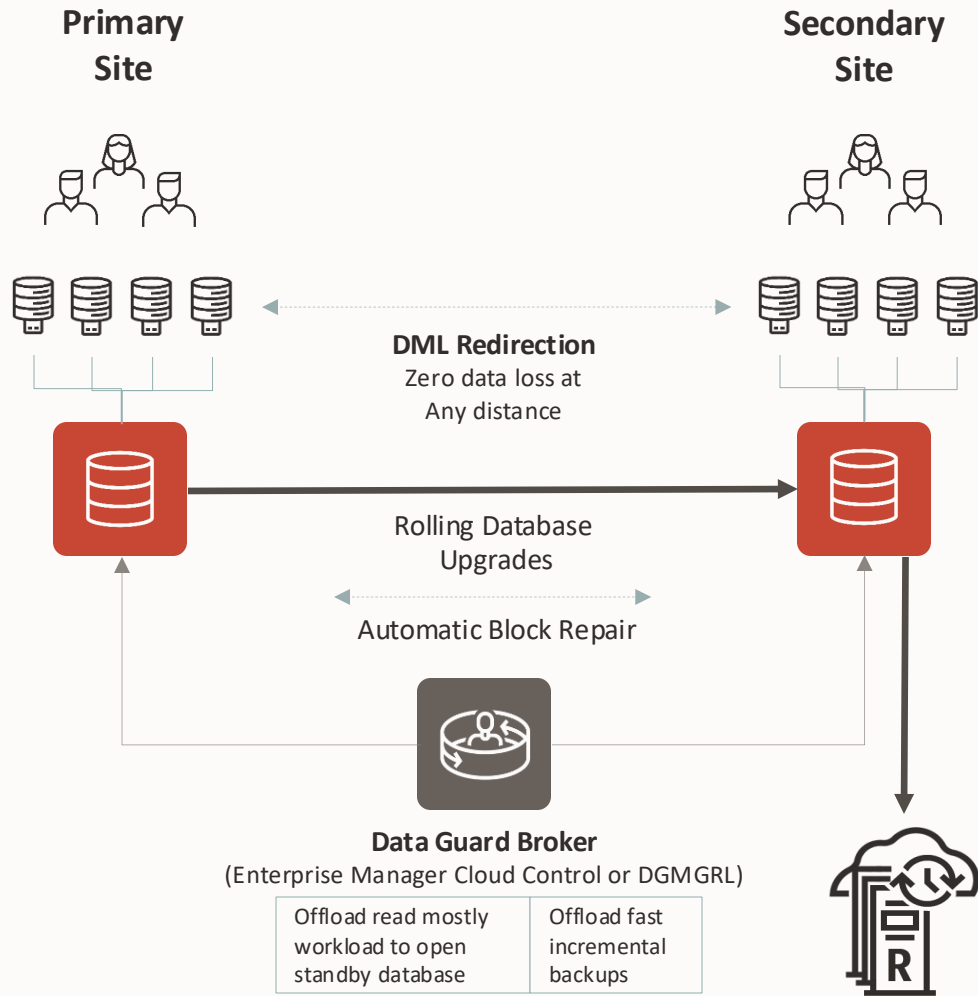 Primary
Site
Secondary
Site
DML Redirection
Zero data loss at
Any distance
Rolling Database
Upgrades
Automatic Block Repair
Data Guard Broker
(Enterprise Manager Cloud Control or DGMGRL)
Offload read mostly
workload to open
standby database
Offload fast
incremental
backups
R